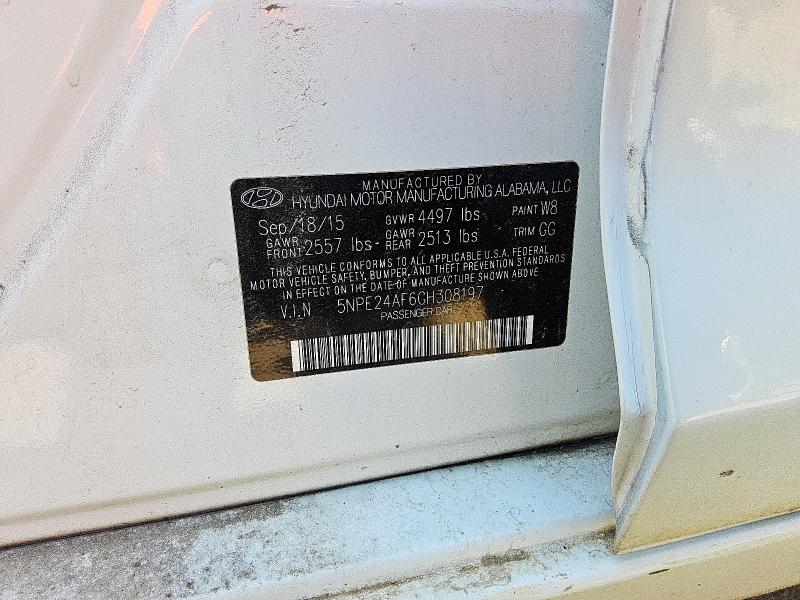 MANUFACTURED BY
HYUNDAI MOTOR MANUFACTURING ALABAMA, LLC
Sep/18/15 GVWR 4497 lbs PAINT W8
GAWR FRONT 2557 lbs GAWR REAR 2513 lbs TRIM GG
THIS VEHICLE CONFORMS TO ALL APPLICABLE U.S.A. FEDERAL
MOTOR VEHICLE SAFETY, BUMPER, AND THEFT PREVENTION STANDARDS
IN EFFECT ON THE DATE OF MANUFACTURE SHOWN ABOVE
V.I.N 5NPE24AF6GH308197
PASSENGER CAR